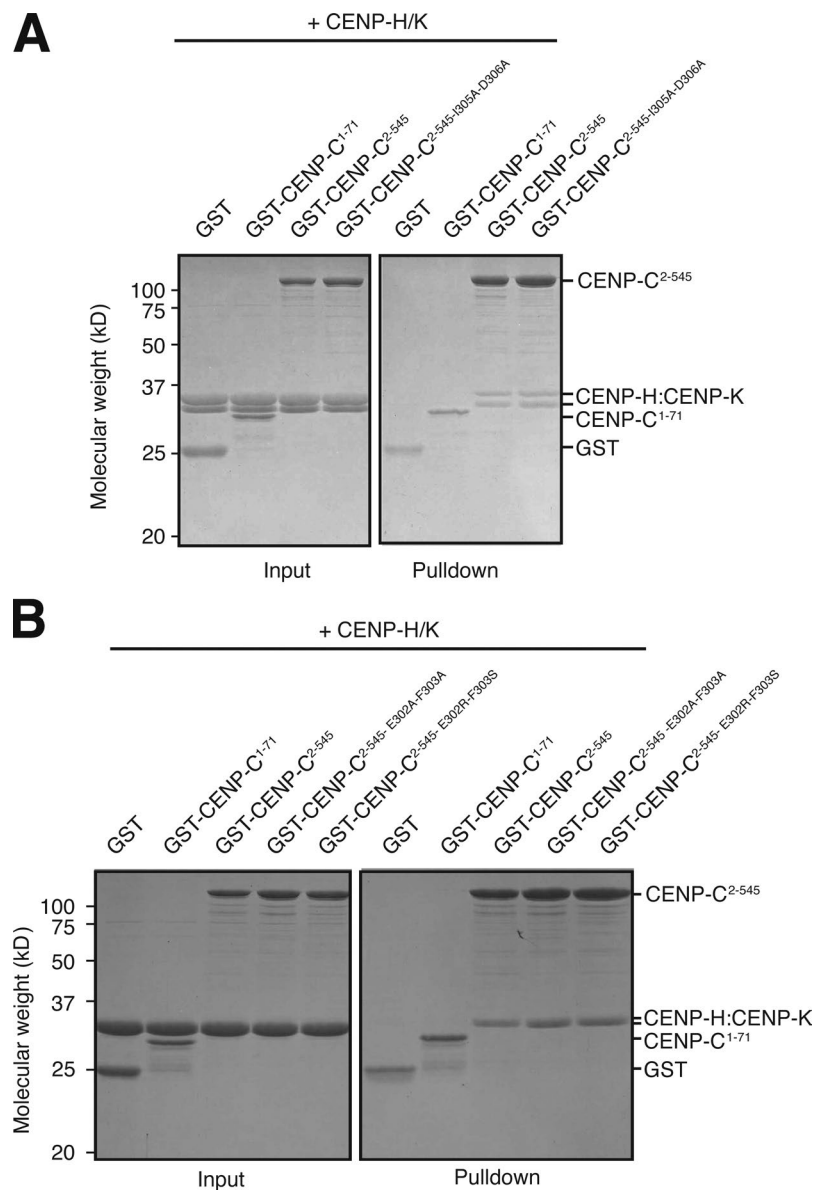 A
+ CENP-H/K
GST
GST-CENP-C1-71
GST-CENP-C2-545
GST-CENP-C2-545-I305A-D306A
GST
GST-CENP-C1-71
GST-CENP-C2-545
GST-CENP-C2-545-I305A-D306A
Molecular weight (kD)
100
75
50
37
25
20
CENP-C2-545
CENP-H:CENP-K
CENP-C1-71
GST
Input
Pulldown
B
+ CENP-H/K
GST
GST-CENP-C1-71
GST-CENP-C2-545
GST-CENP-C2-545- E302A-F303A
GST-CENP-C2-545- E302R-F303S
GST
GST-CENP-C1-71
GST-CENP-C2-545
GST-CENP-C2-545 -E302A-F303A
GST-CENP-C2-545- E302R-F303S
Molecular weight (kD)
100
75
50
37
25
20
CENP-C2-545
CENP-H:CENP-K
CENP-C1-71
GST
Input
Pulldown